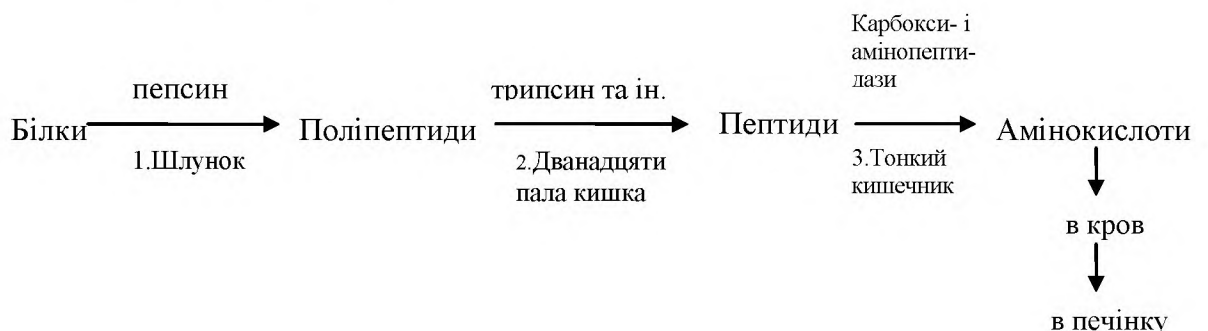 Карбокси- і
амінопепти-
дази
пепсин
трипсин та ін.
Білки
Поліпептиди
Пептиди
Амінокислоти
1.Шлунок
2.Дванадцяти
пала кишка
3.Тонкий
кишечник
в кров
в печінку